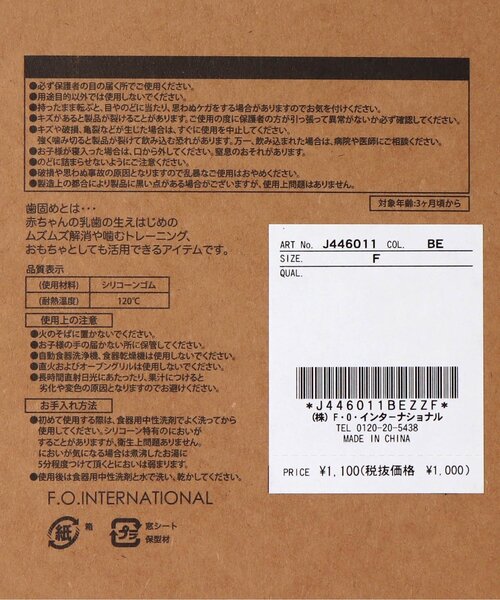 ●必ず保護者の目の届く所でご使用ください。
●用途目的以外では使用しないでください。
●持ったまま転ぶと、目やのどに当たり、思わぬケガをする場合がありますのでお気を付けください。
●キズがあると製品が裂けることがあります。ご使用の度に保護者の方が引っ張って異常がないか必ず確認してください。
●キズや破損、亀裂などが生じた場合は、すぐに使用を中止してください。
強く噛み切ると製品が裂けて飲み込む恐れがあります。万一、飲み込まれた場合は、病院や医師にご相談ください。
●お子様が寝入った場合は、口から外してください。窒息のおそれがあります。
●のどに詰まらせないようにご注意ください。
●破損や思わぬ事故の原因となりますので乱暴なご使用はおやめください。
●製造上の都合により製品に黒い点がある場合がございますが、使用上問題はありません。
対象年齢:3ヶ月頃から
歯固めとは・・・
赤ちゃんの乳歯の生えはじめの
ムズムズ解消や噛むトレーニング、
おもちゃとしても活用できるアイテムです。
品質表示
(使用材料) シリコーンゴム
(耐熱温度) 120℃
使用上の注意
●火のそばに置かないでください。
●お子様の手の届かない所に保管してください。
●自動食器洗浄機、食器乾燥機は使用しないでください。
●直火およびオーブングリルは使用しないでください。
●長時間直射日光にあたったり、果汁につけると
劣化や変色の原因となりますのでお避けください。
お手入れ方法
●初めて使用する際は、食器用中性洗剤でよく洗ってから
使用してください。シリコーン特有のにおいが
することがありますが、衛生上問題ありません。
においが気になる場合は煮沸したお湯に
5分程度つけて頂くとにおいは弱まります。
●使用後は食器用中性洗剤と水で洗い、乾かしてください。
F.O.INTERNATIONAL
紙 箱
プラ 窓シート
保型材
ART No. J446011 COL. BE
SIZE. F
QUAL.
*J446011BEZZF*
(株) F・O・インターナショナル
TEL 0120-20-5438
MADE IN CHINA
PRICE ¥1,100(税抜価格 ¥1,000)